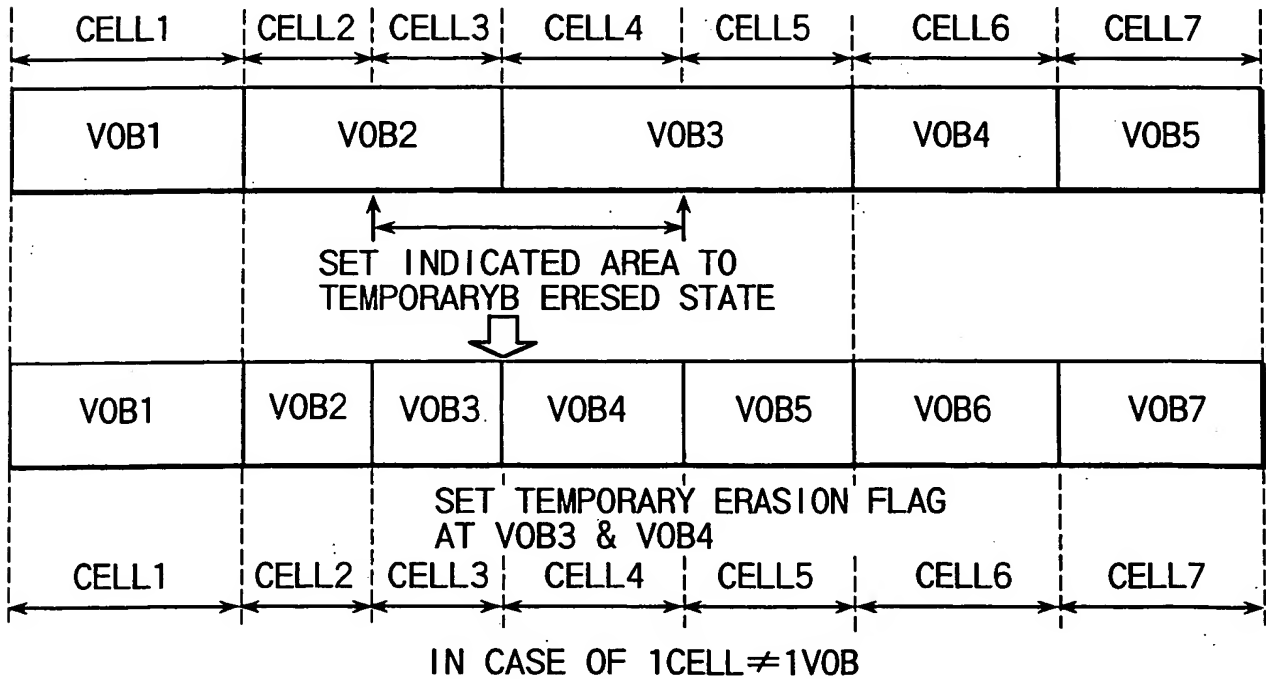 CELL1 CELL2 CELL3 CELL4 CELL5 CELL6 CELL7
VOB1 VOB2 VOB3 VOB4 VOB5
SET INDICATED AREA TO
TEMPORARYB ERESED STATE
VOB1 VOB2 VOB3 VOB4 VOB5 VOB6 VOB7
SET TEMPORARY ERASION FLAG
AT VOB3 & VOB4
CELL1 CELL2 CELL3 CELL4 CELL5 CELL6 CELL7
IN CASE OF 1CELL≠1VOB